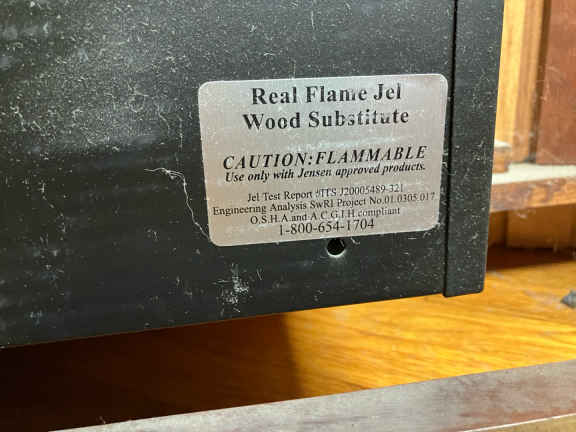 Real Flame Jel
Wood Substitute
CAUTION:FLAMMABLE
Use only with Jensen approved products.
Jel Test Report #ITS J20005489-321
Engineering Analysis SwRI Project No.01.0305.017
O.S.H.A.and A.C.G.I.H.compliant
1-800-654-1704